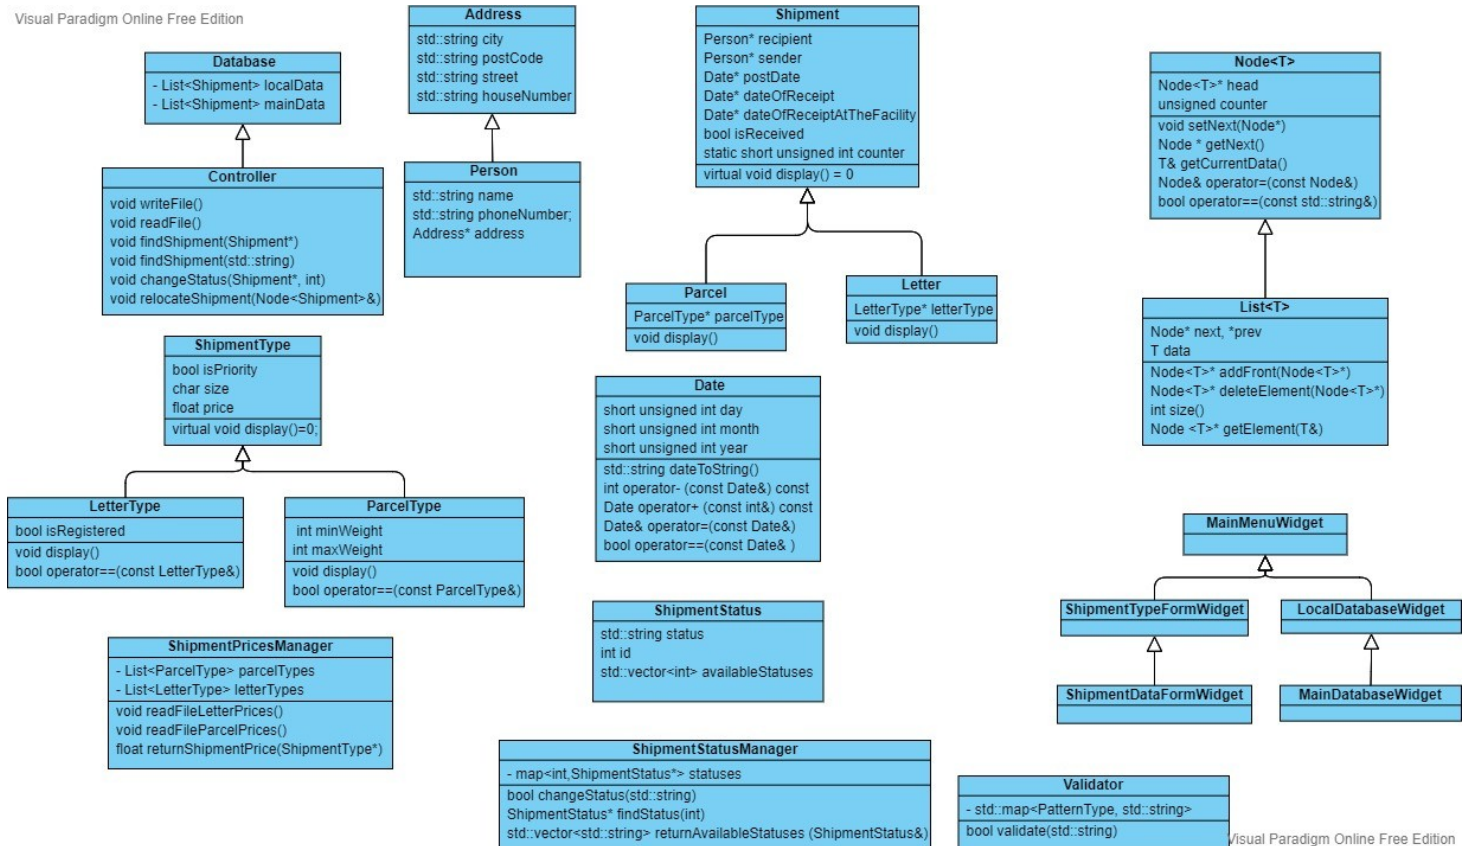 Visual Paradigm Online Free Edition
Database
- List<Shipment> localData
- List<Shipment> mainData
Controller
void writeFile()
void readFile()
void findShipment(Shipment*)
void findShipment(std::string)
void changeStatus(Shipment*, int)
void relocateShipment(Node<Shipment>&)
Address
std::string city
std::string postCode
std::string street
std::string houseNumber
Person
std::string name
std::string phoneNumber;
Address* address
Shipment
Person* recipient
Person* sender
Date* postDate
Date* dateOfReceipt
Date* dateOfReceiptAtTheFacility
bool isReceived
static short unsigned int counter
virtual void display() = 0
Parcel
ParcelType* parcelType
void display()
Letter
LetterType* letterType
void display()
Node<T>
Node<T>* head
unsigned counter
void setNext(Node*)
Node * getNext()
T& getCurrentData()
Node& operator=(const Node&)
bool operator==(const std::string&)
List<T>
Node* next, *prev
T data
Node<T>* addFront(Node<T>*)
Node<T>* deleteElement(Node<T>*)
int size()
Node <T>* getElement(T&)
ShipmentType
bool isPriority
char size
float price
virtual void display()=0;
LetterType
bool isRegistered
void display()
bool operator==(const LetterType&)
ParcelType
int minWeight
int maxWeight
void display()
bool operator==(const ParcelType&)
Date
short unsigned int day
short unsigned int month
short unsigned int year
std::string dateToString()
int operator- (const Date&) const
Date operator+ (const int&) const
Date& operator=(const Date&)
bool operator==(const Date& )
ShipmentStatus
std::string status
int id
std::vector<int> availableStatuses
MainMenuWidget
ShipmentTypeFormWidget
LocalDatabaseWidget
ShipmentDataFormWidget
MainDatabaseWidget
ShipmentPricesManager
- List<ParcelType> parcelTypes
- List<LetterType> letterTypes
void readFileLetterPrices()
void readFileParcelPrices()
float returnShipmentPrice(ShipmentType*)
ShipmentStatusManager
- map<int,ShipmentStatus*> statuses
bool changeStatus(std::string)
ShipmentStatus* findStatus(int)
std::vector<std::string> returnAvailableStatuses (ShipmentStatus&)
Validator
- std::map<PatternType, std::string>
bool validate(std::string)
Visual Paradigm Online Free Edition